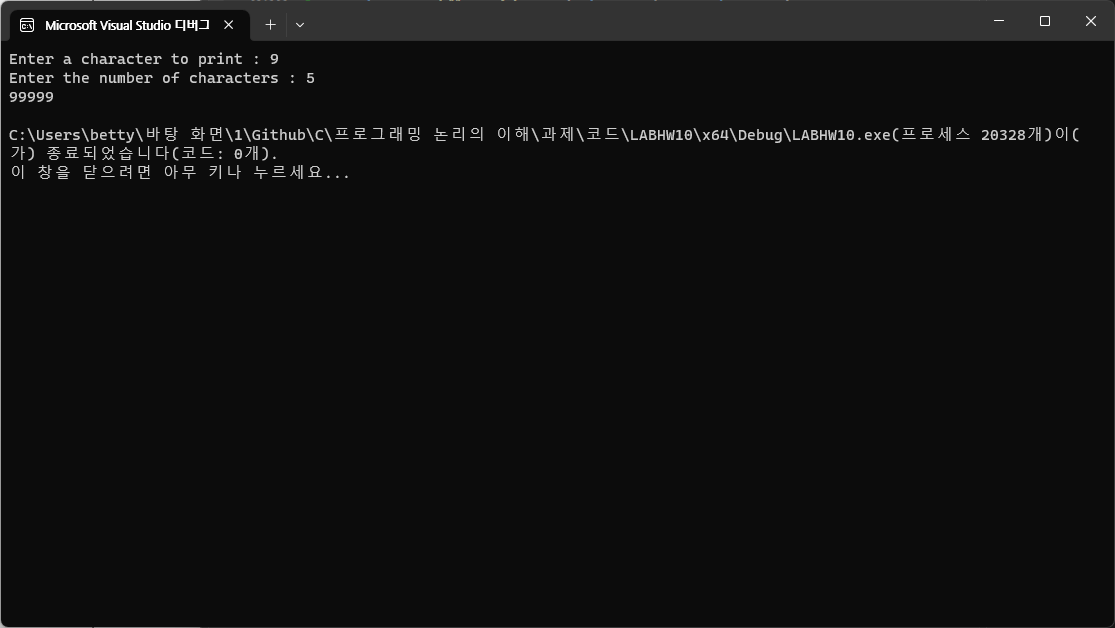 Microsoft Visual Studio 디버그
Enter a character to print : 9
Enter the number of characters : 5
99999
C:\Users\betty\바탕 화면\1\Github\C\프로그래밍 논리의 이해\과제\코드\LABHW10\x64\Debug\LABHW10.exe(프로세스 20328개)이(
가) 종료되었습니다(코드: 0개).
이 창을 닫으려면 아무 키나 누르세요...